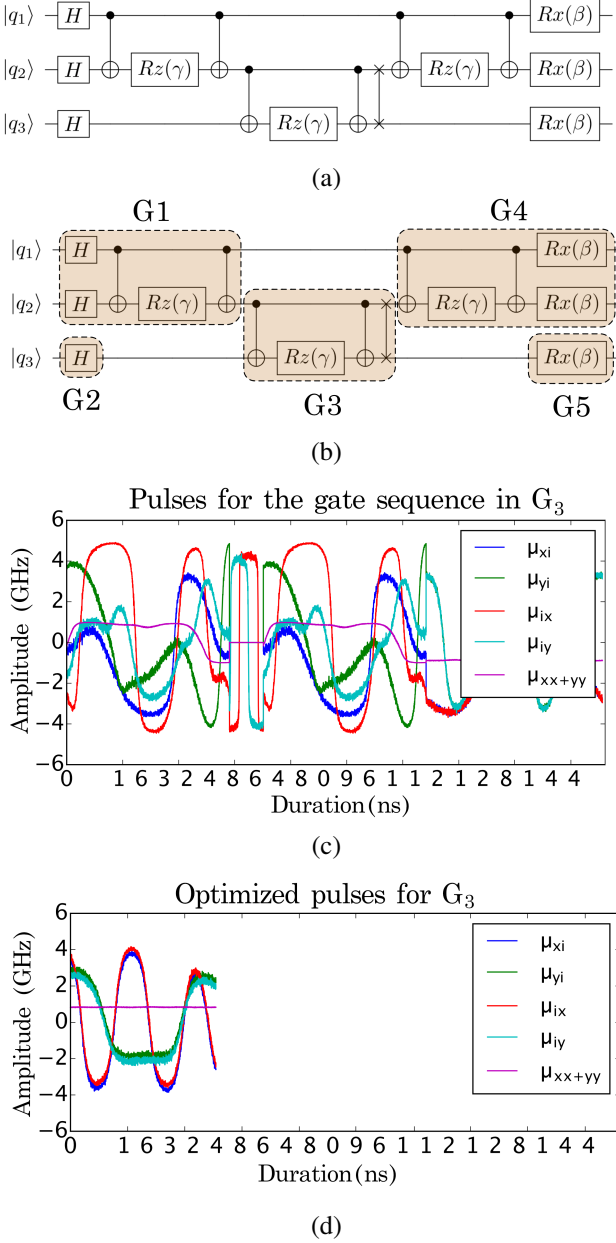 |q₁⟩ H Rx(β)
|q₂⟩ H Rz(γ) Rz(γ) Rx(β)
|q₃⟩ H Rz(γ) Rx(β)
(a)
G1 G4
|q₁⟩ H Rx(β)
|q₂⟩ H Rz(γ) Rz(γ) Rx(β)
|q₃⟩ H Rz(γ) Rx(β)
G2 G3 G5
(b)
Pulses for the gate sequence in G₃
Amplitude (GHz)
6
4
2
0
−2
−4
−6
μxi
μyi
μix
μiy
μxx+yy
0 1 6 3 2 4 8 6 4 8 0 9 6 1 1 2 1 2 8 1 4 4
Duration(ns)
(c)
Optimized pulses for G₃
Amplitude (GHz)
6
4
2
0
−2
−4
−6
μxi
μyi
μix
μiy
μxx+yy
0 1 6 3 2 4 8 6 4 8 0 9 6 1 1 2 1 2 8 1 4 4
Duration(ns)
(d)